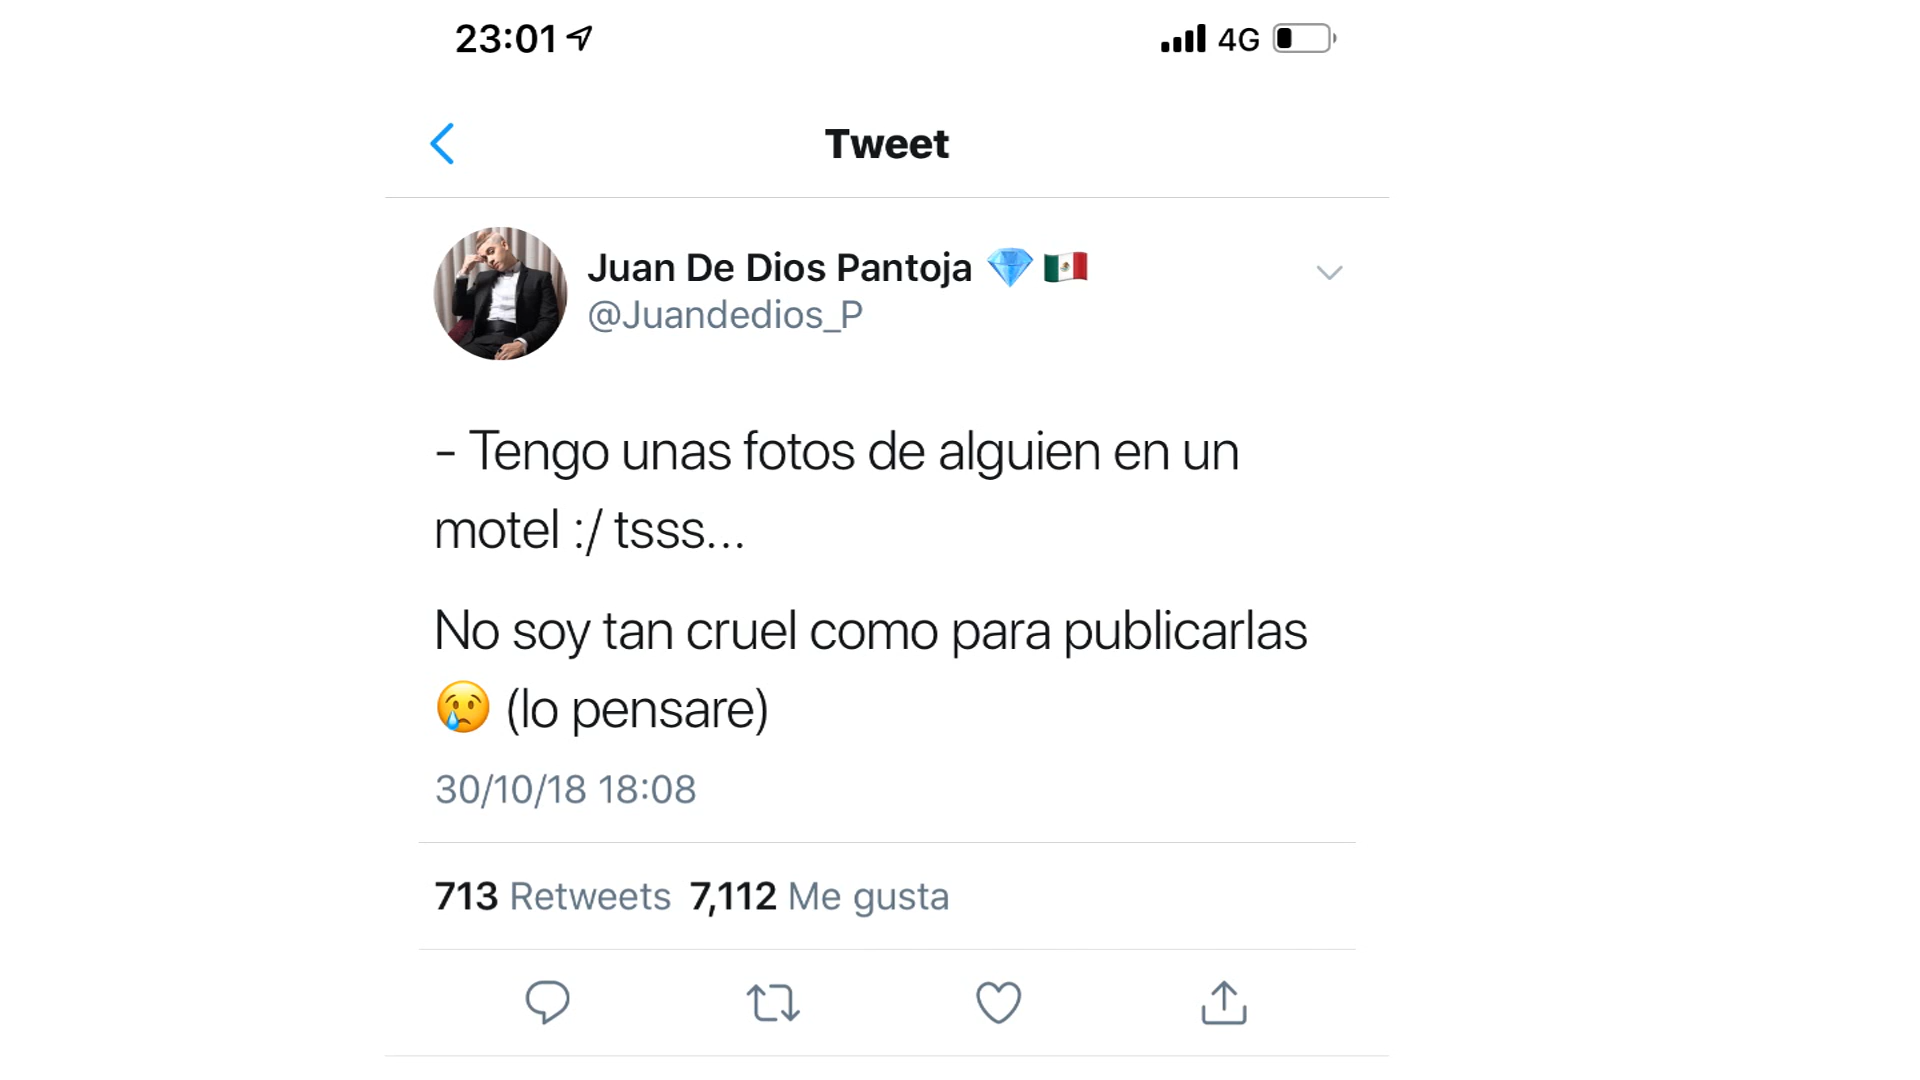 23:01 4G
Tweet
Juan De Dios Pantoja 💎🇲🇽
@Juandedios_P
- Tengo unas fotos de alguien en un
motel :/ tsss...
No soy tan cruel como para publicarlas
😢 (lo pensare)
30/10/18 18:08
713 Retweets 7,112 Me gusta